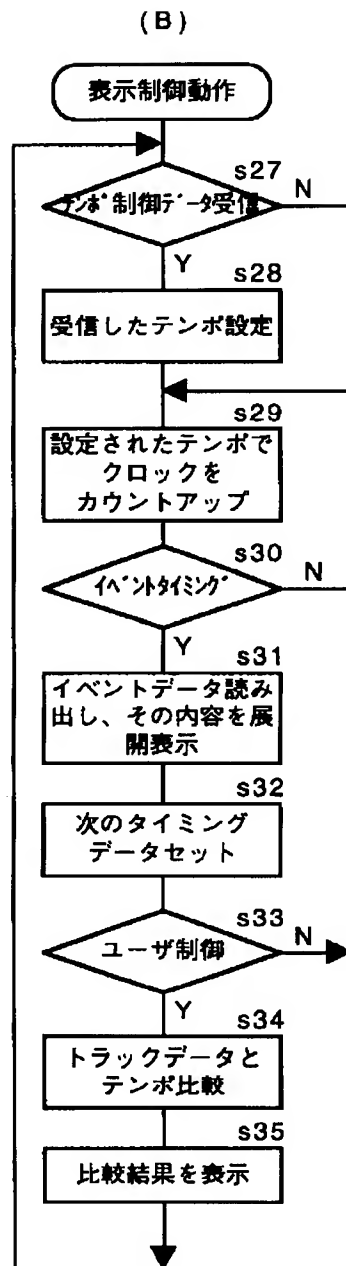 (B)
表示制御動作
s27
テンポ制御データ受信
N
Y
s28
受信したテンポ設定
s29
設定されたテンポで
クロックを
カウントアップ
s30
イベントタイミング
N
Y
s31
イベントデータ読み
出し、その内容を展
開表示
s32
次のタイミング
データセット
s33
ユーザ制御
N
Y
s34
トラックデータと
テンポ比較
s35
比較結果を表示